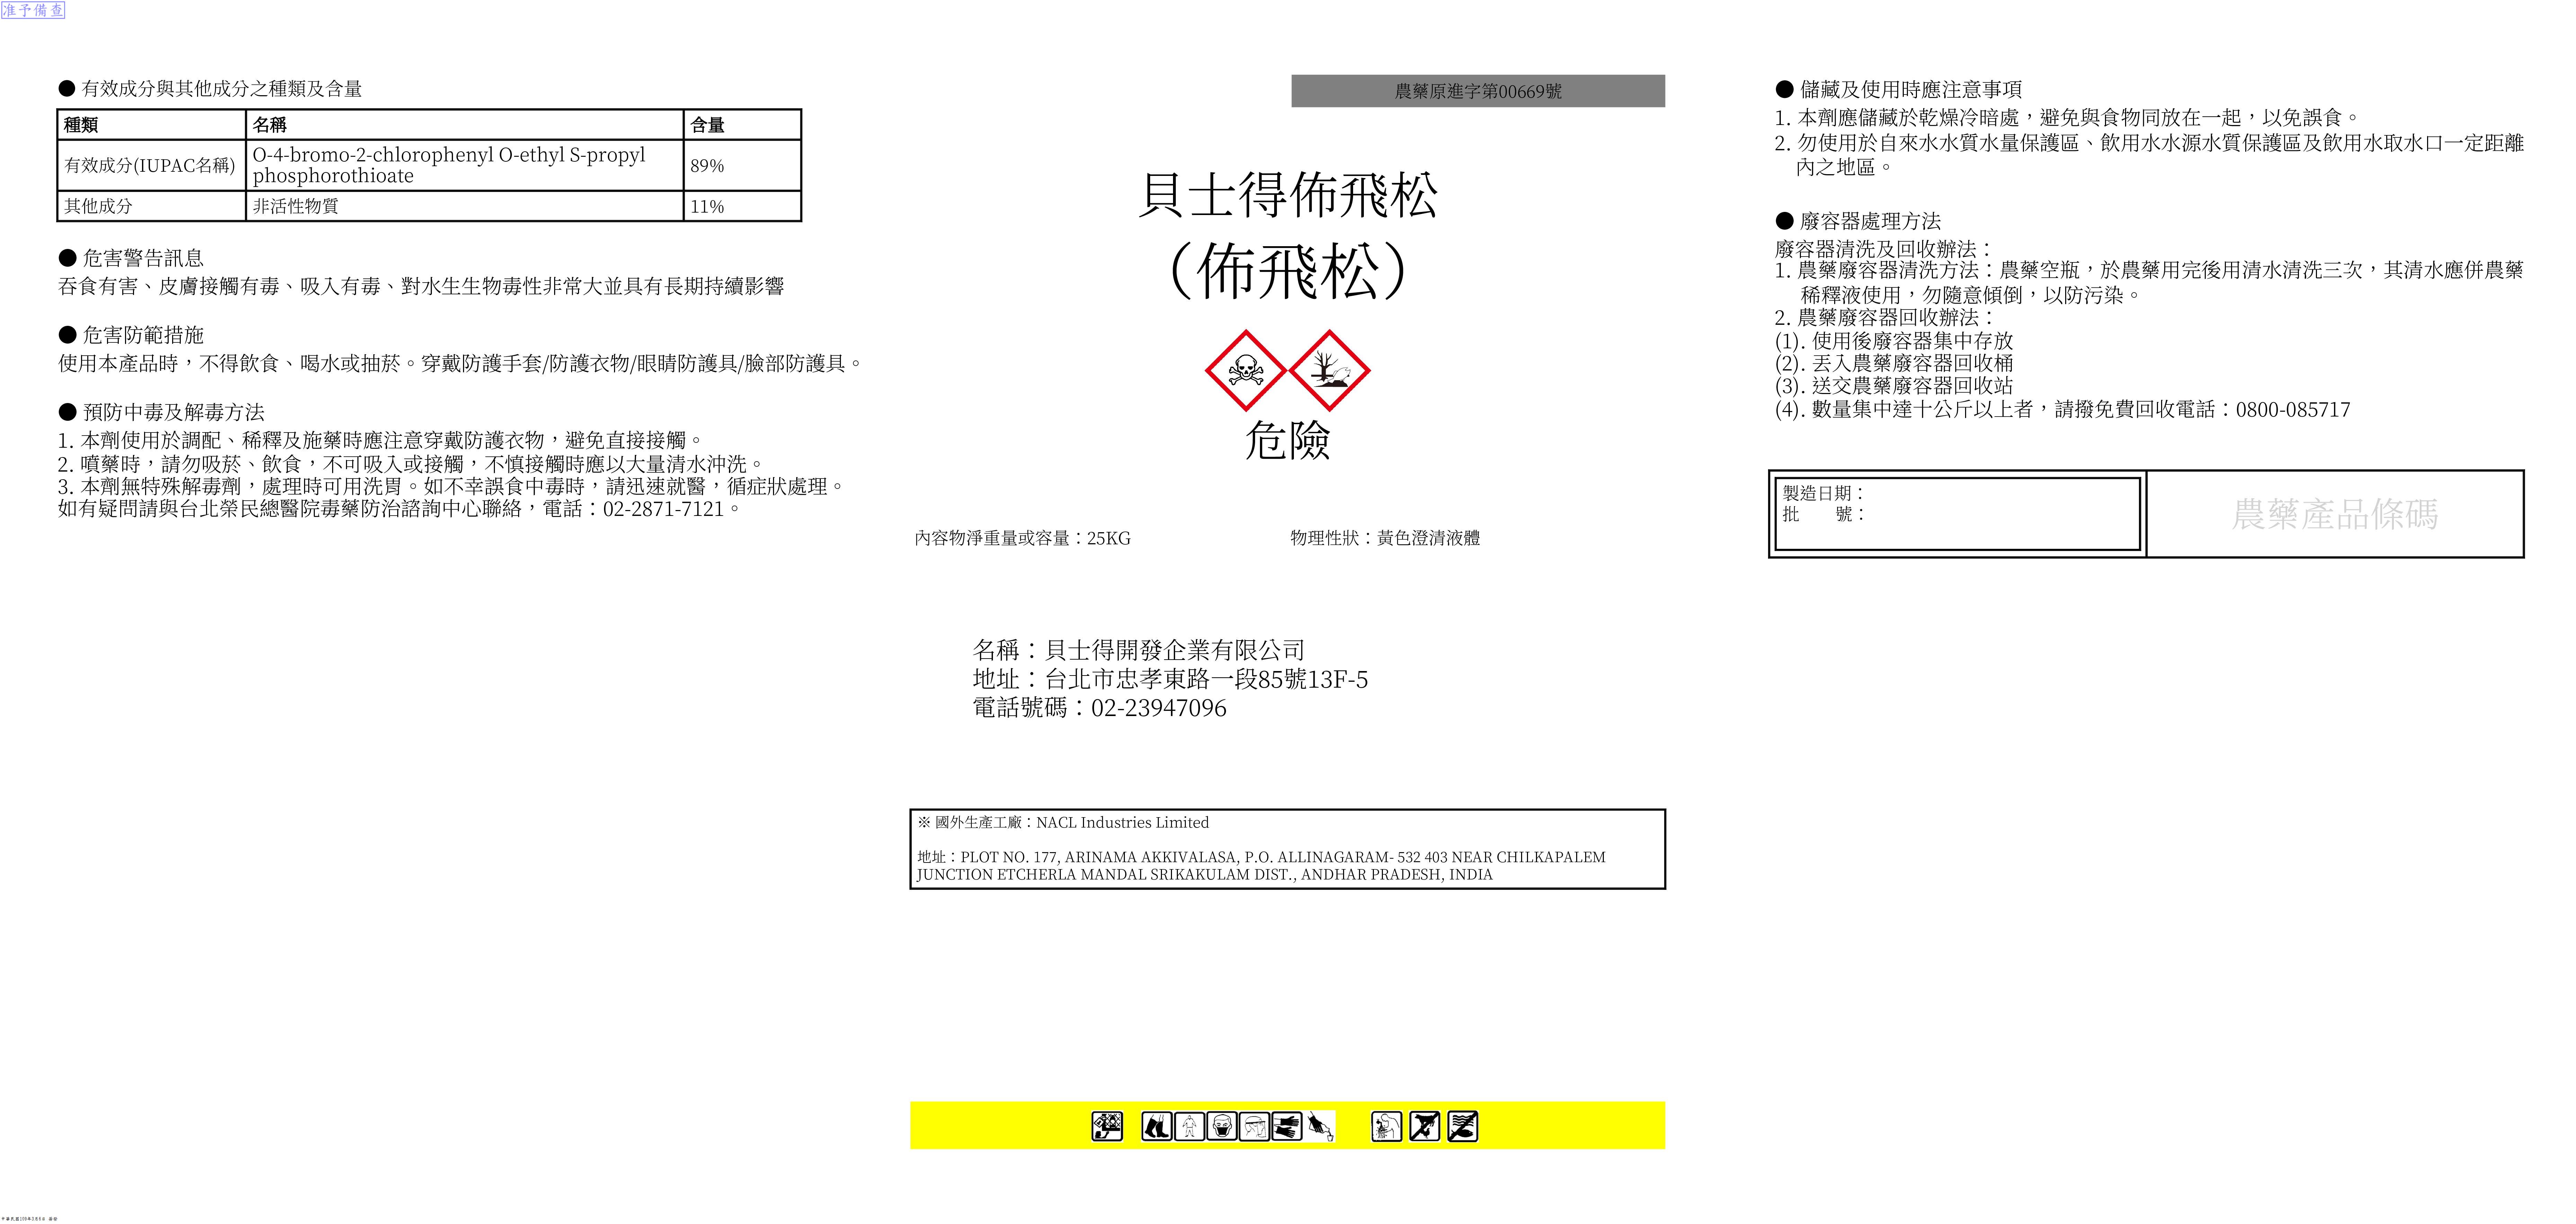 准予備查
● 有效成分與其他成分之種類及含量
種類 名稱 含量
有效成分(IUPAC名稱) O-4-bromo-2-chlorophenyl O-ethyl S-propyl phosphorothioate 89%
其他成分 非活性物質 11%
● 危害警告訊息
吞食有害、皮膚接觸有毒、吸入有毒、對水生生物毒性非常大並具有長期持續影響
● 危害防範措施
使用本產品時，不得飲食、喝水或抽菸。穿戴防護手套/防護衣物/眼睛防護具/臉部防護具。
● 預防中毒及解毒方法
1. 本劑使用於調配、稀釋及施藥時應注意穿戴防護衣物，避免直接接觸。
2. 噴藥時，請勿吸菸、飲食，不可吸入或接觸，不慎接觸時應以大量清水沖洗。
3. 本劑無特殊解毒劑，處理時可用洗胃。如不幸誤食中毒時，請迅速就醫，循症狀處理。
如有疑問請與台北榮民總醫院毒藥防治諮詢中心聯絡，電話：02-2871-7121。
農藥原進字第00669號
貝士得佈飛松
（佈飛松）
危險
內容物淨重量或容量：25KG 物理性狀：黃色澄清液體
名稱：貝士得開發企業有限公司
地址：台北市忠孝東路一段85號13F-5
電話號碼：02-23947096
※ 國外生產工廠：NACL Industries Limited
地址：PLOT NO. 177, ARINAMA AKKIVALASA, P.O. ALLINAGARAM- 532 403 NEAR CHILKAPALEM
JUNCTION ETCHERLA MANDAL SRIKAKULAM DIST., ANDHAR PRADESH, INDIA
● 儲藏及使用時應注意事項
1. 本劑應儲藏於乾燥冷暗處，避免與食物同放在一起，以免誤食。
2. 勿使用於自來水水質水量保護區、飲用水水源水質保護區及飲用水取水口一定距離
內之地區。
● 廢容器處理方法
廢容器清洗及回收辦法：
1. 農藥廢容器清洗方法：農藥空瓶，於農藥用完後用清水清洗三次，其清水應併農藥
稀釋液使用，勿隨意傾倒，以防污染。
2. 農藥廢容器回收辦法：
(1). 使用後廢容器集中存放
(2). 丟入農藥廢容器回收桶
(3). 送交農藥廢容器回收站
(4). 數量集中達十公斤以上者，請撥免費回收電話：0800-085717
製造日期：
批 號：
農藥產品條碼